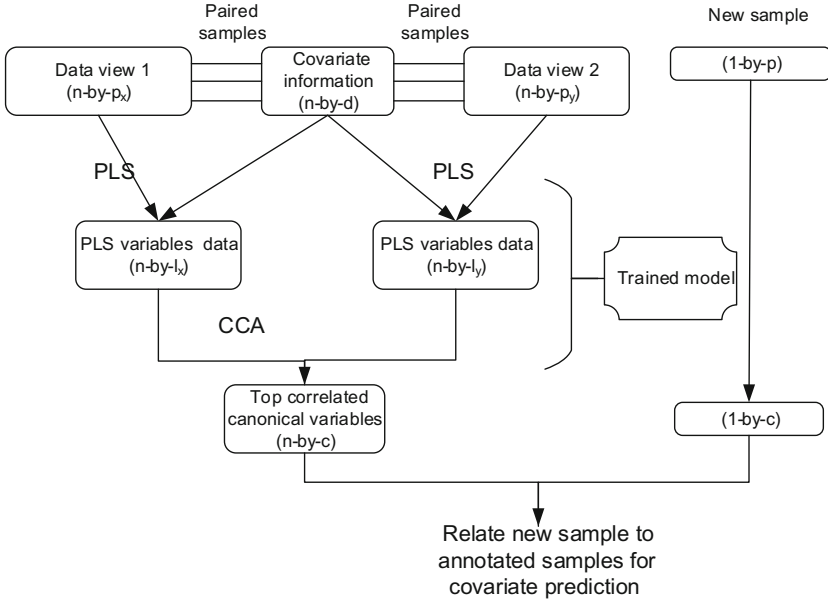 Paired
samples
Paired
samples
New sample
Data view 1
(n-by-pₓ)
Covariate
information
(n-by-d)
Data view 2
(n-by-pᵧ)
(1-by-p)
PLS
PLS
PLS variables data
(n-by-lₓ)
PLS variables data
(n-by-lᵧ)
Trained model
CCA
Top correlated
canonical variables
(n-by-c)
(1-by-c)
Relate new sample to
annotated samples for
covariate prediction